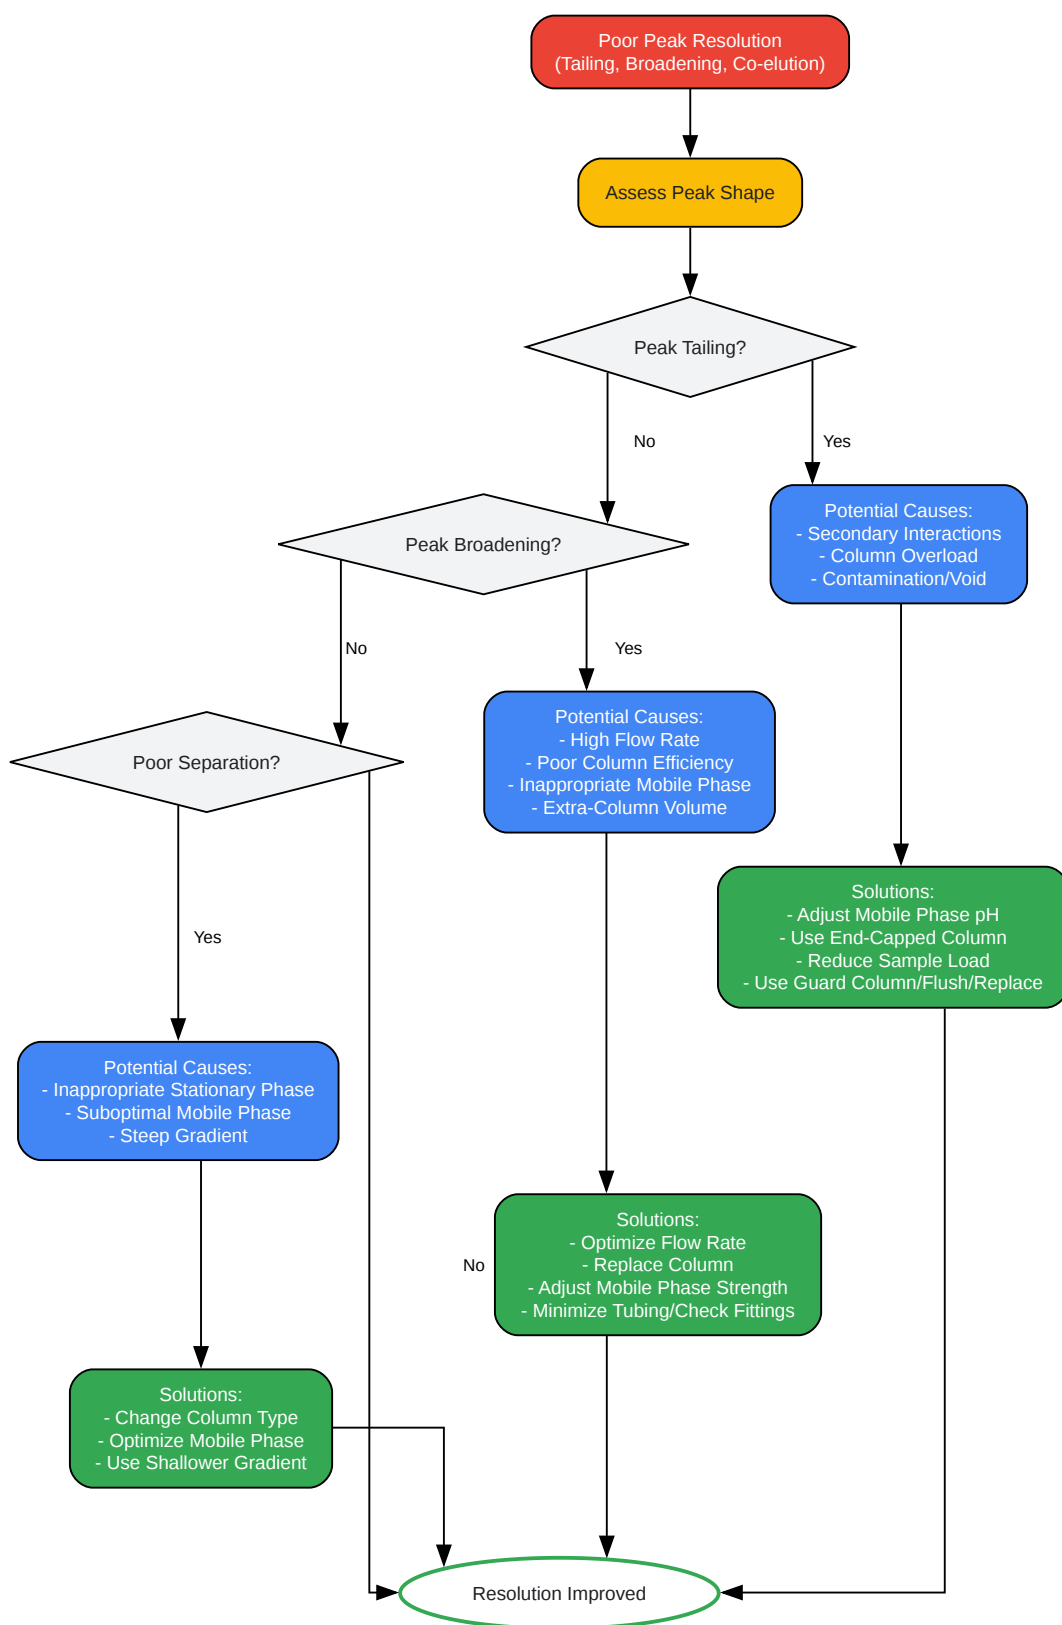 Poor Peak Resolution
(Tailing, Broadening, Co-elution)
Assess Peak Shape
Peak Tailing?
No
Yes
Potential Causes:
- Secondary Interactions
- Column Overload
- Contamination/Void
Peak Broadening?
No
Yes
Potential Causes:
- High Flow Rate
- Poor Column Efficiency
- Inappropriate Mobile Phase
- Extra-Column Volume
Poor Separation?
Solutions:
- Adjust Mobile Phase pH
- Use End-Capped Column
- Reduce Sample Load
- Use Guard Column/Flush/Replace
Yes
Potential Causes:
- Inappropriate Stationary Phase
- Suboptimal Mobile Phase
- Steep Gradient
No
Solutions:
- Optimize Flow Rate
- Replace Column
- Adjust Mobile Phase Strength
- Minimize Tubing/Check Fittings
Solutions:
- Change Column Type
- Optimize Mobile Phase
- Use Shallower Gradient
Resolution Improved